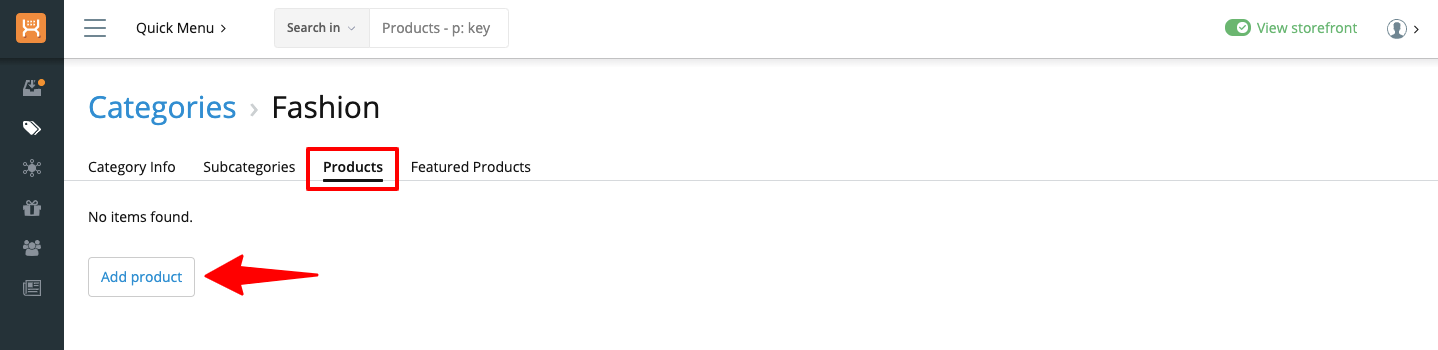 Quick Menu
Search in
Products - p: key
View storefront
Categories › Fashion
Category Info
Subcategories
Products
Featured Products
No items found.
Add product